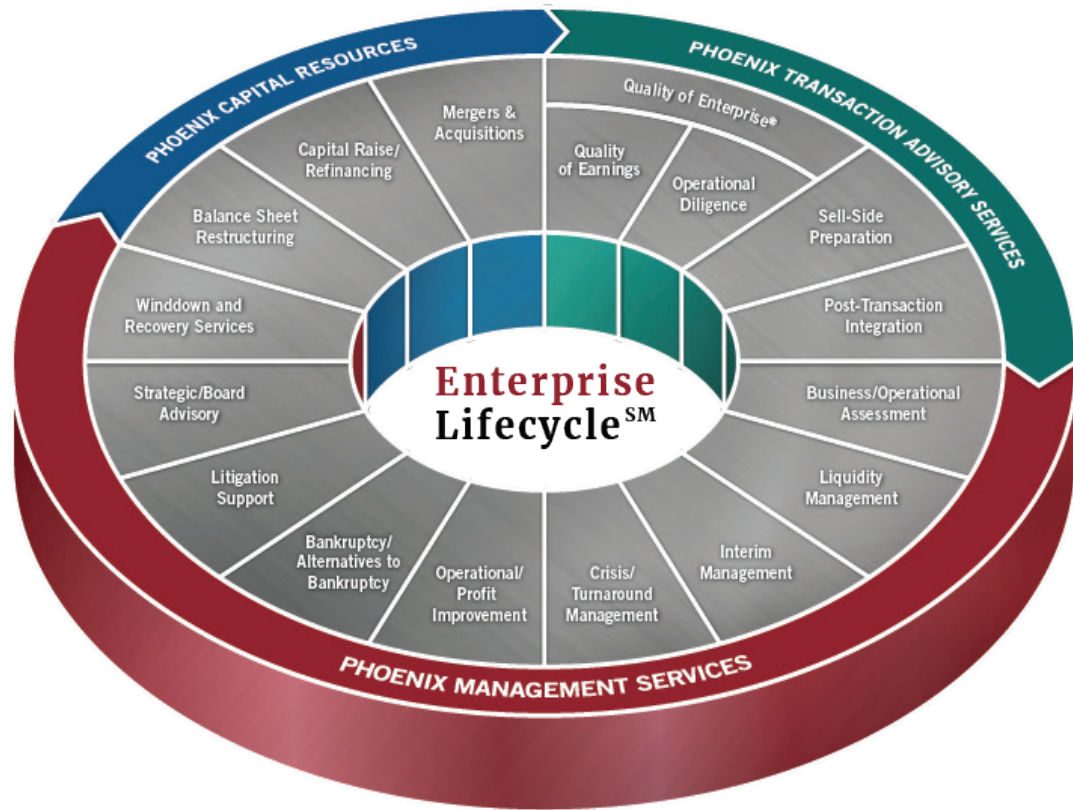 PHOENIX CAPITAL RESOURCES
PHOENIX TRANSACTION ADVISORY SERVICES
Quality of Enterprise®
Mergers &
Acquisitions
Quality
of Earnings
Operational
Diligence
Capital Raise/
Refinancing
Sell-Side
Preparation
Balance Sheet
Restructuring
Post-Transaction
Integration
Winddown and
Recovery Services
Enterprise
Lifecycle℠
Business/Operational
Assessment
Strategic/Board
Advisory
Liquidity
Management
Litigation
Support
Interim
Management
Bankruptcy/
Alternatives to
Bankruptcy
Operational/
Profit
Improvement
Crisis/
Turnaround
Management
PHOENIX MANAGEMENT SERVICES